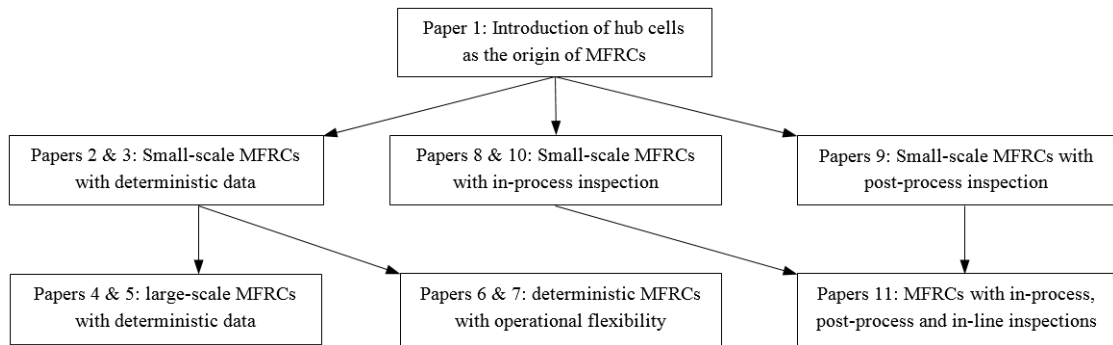 Paper 1: Introduction of hub cells
as the origin of MFRCs
Papers 2 & 3: Small-scale MFRCs
with deterministic data
Papers 8 & 10: Small-scale MFRCs
with in-process inspection
Papers 9: Small-scale MFRCs with
post-process inspection
Papers 4 & 5: large-scale MFRCs
with deterministic data
Papers 6 & 7: deterministic MFRCs
with operational flexibility
Papers 11: MFRCs with in-process,
post-process and in-line inspections